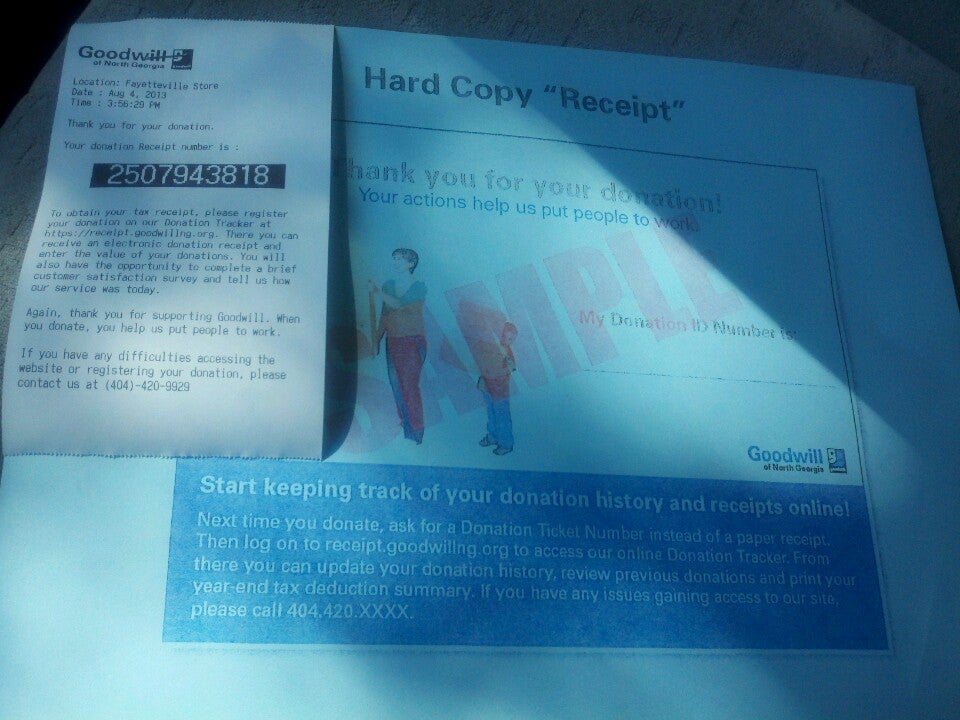 Goodwill
of North Georgia
Location: Fayetteville Store
Date : Aug 4, 2013
Time : 3:56:29 PM
Thank you for your donation.
Your donation Receipt number is :
2507943818
To obtain your tax receipt, please register
your donation on our Donation Tracker at
https://receipt.goodwillng.org. There you can
receive an electronic donation receipt and
enter the value of your donations. You will
also have the opportunity to complete a brief
customer satisfaction survey and tell us how
our service was today.
Again, thank you for supporting Goodwill. When
you donate, you help us put people to work.
If you have any difficulties accessing the
website or registering your donation, please
contact us at (404)-420-9929
Hard Copy "Receipt"
Thank you for your donation!
Your actions help us put people to work!
SAMPLE
My Donation ID Number is:
Goodwill
of North Georgia
Start keeping track of your donation history and receipts online!
Next time you donate, ask for a Donation Ticket Number instead of a paper receipt.
Then log on to receipt.goodwillng.org to access our online Donation Tracker. From
there you can update your donation history, review previous donations and print your
year-end tax deduction summary. If you have any issues gaining access to our site,
please call 404.420.XXXX.